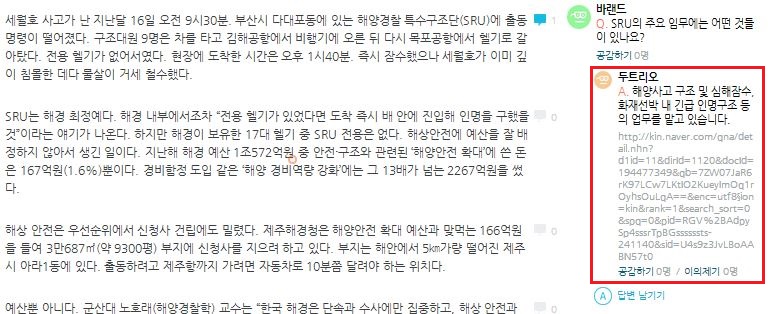 세월호 사고가 난 지난달 16일 오전 9시30분. 부산시 다대포동에 있는 해양경찰 특수구조단(SRU)에 출동
명령이 떨어졌다. 구조대원 9명은 차를 타고 김해공항에서 비행기에 오른 뒤 다시 목포공항에서 헬기로 갈
아탔다. 전용 헬기가 없어서였다. 현장에 도착한 시간은 오후 1시40분. 즉시 잠수했으나 세월호가 이미 깊
이 침몰한 데다 물살이 거세 철수했다.
1
SRU는 해경 최정예다. 해경 내부에서조차 “전용 헬기가 있었다면 도착 즉시 배 안에 진입해 인명을 구했을
것”이라는 얘기가 나온다. 하지만 해경이 보유한 17대 헬기 중 SRU 전용은 없다. 해상안전에 예산을 잘 배
정하지 않아서 생긴 일이다. 지난해 해경 예산 1조572억원 중 안전·구조와 관련된 ‘해양안전 확대’에 쓴 돈
은 167억원(1.6%)뿐이다. 경비함정 도입 같은 ‘해양 경비역량 강화’에는 그 13배가 넘는 2267억원을 썼
다.
0
해상 안전은 우선순위에서 신청사 건립에도 밀렸다. 제주해경청은 해양안전 확대 예산과 맞먹는 166억원
을 들여 3만687㎡(약 9300평) 부지에 신청사를 지으려 하고 있다. 부지는 해안에서 5㎞가량 떨어진 제주
시 아라1동에 있다. 출동하려고 제주항까지 가려면 자동차로 10분쯤 달려야 하는 위치다.
0
예산뿐 아니다. 군산대 노호래(해양경찰학) 교수는 “한국 해경은 단속과 수사에만 집중하고, 해상 안전과
0
바랜드
Q. SRU의 주요 임무에는 어떤 것들
이 있나요?
공감하기 0명
두트리오
A. 해양사고 구조 및 심해잠수,
화재선박 내 긴급 인명구조 등
의 업무를 맡고 있습니다.
http://kin.naver.com/qna/det
ail.nhn?
d1id=11&dirId=1120&docId=
194477349&qb=7ZW07JaR6
rK97LCw7LKtIO2KueyImOq1r
OyhsOuLgA==&enc=utf8&sion
=kin&rank=1&search_sort=0
&spq=0&pid=RGV%2BAdpy
Sp4sssrTpBGsssssssts-
241140&sid=U4s9z3JvLBoAA
BN57t0
공감하기 0명 / 이의제기 0명
A 답변 남기기